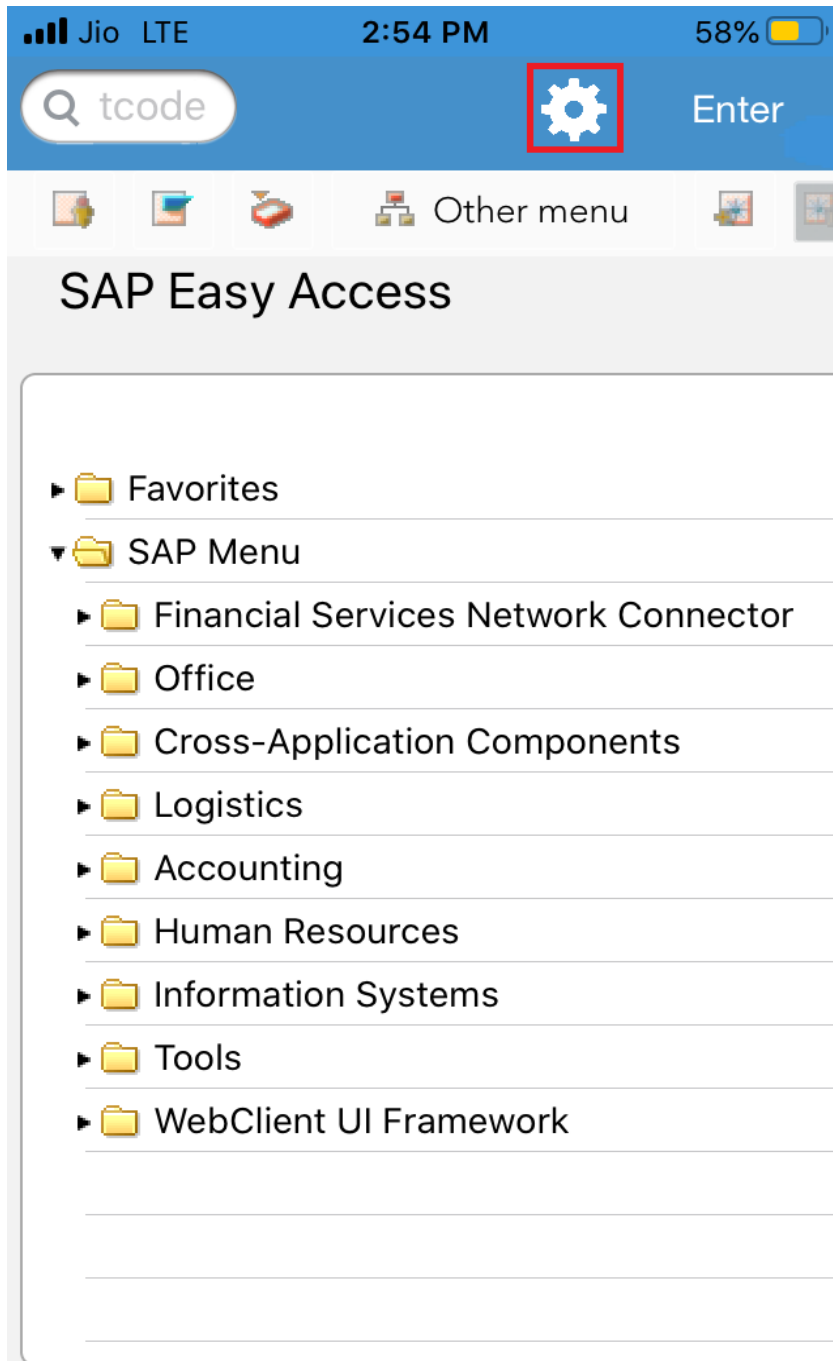 Jio LTE 2:54 PM 58%
tcode Enter
Other menu
SAP Easy Access
Favorites
SAP Menu
Financial Services Network Connector
Office
Cross-Application Components
Logistics
Accounting
Human Resources
Information Systems
Tools
WebClient UI Framework